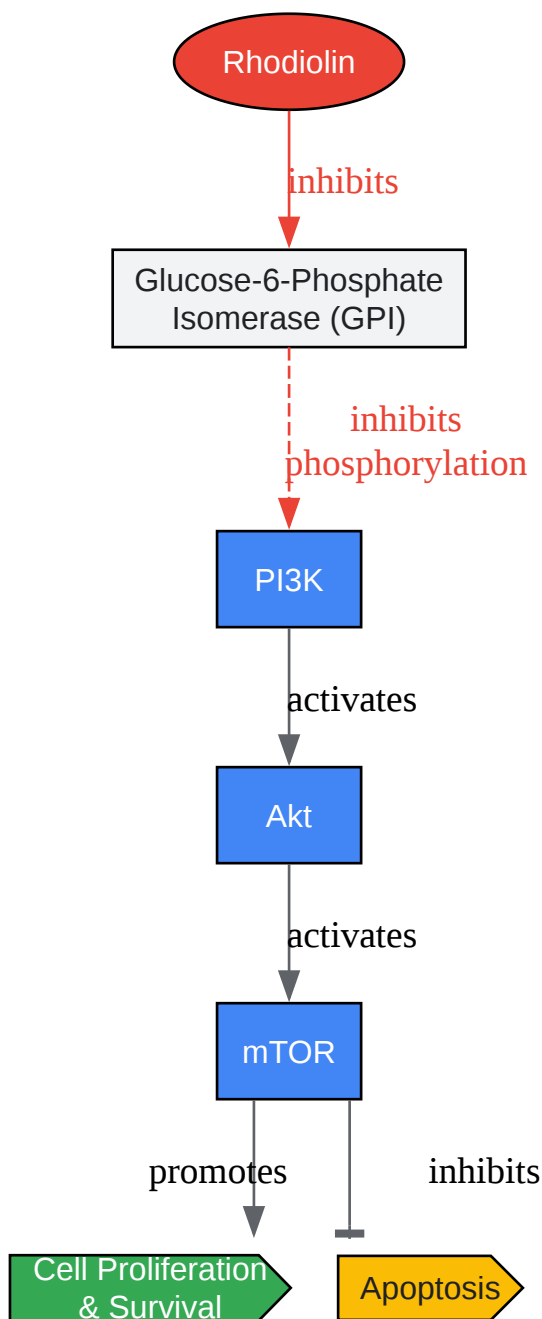 Rhodiolin
inhibits
Glucose-6-Phosphate
Isomerase (GPI)
inhibits
phosphorylation
PI3K
activates
Akt
activates
mTOR
promotes
inhibits
Cell Proliferation
& Survival
Apoptosis